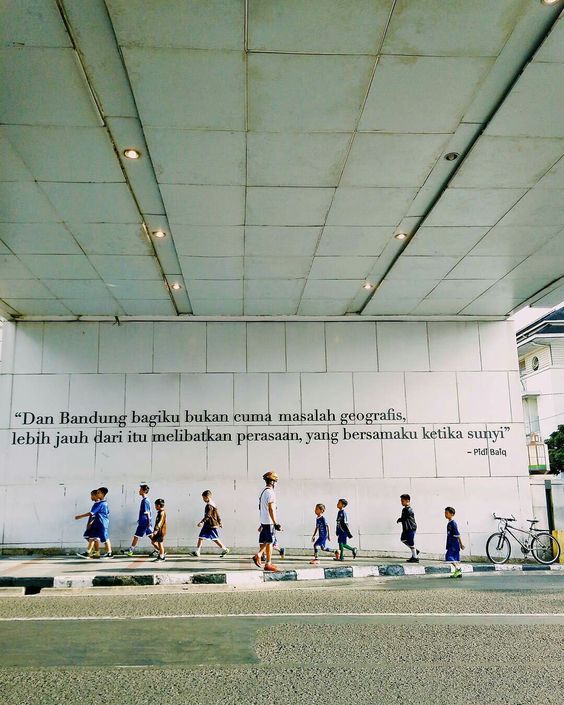 “Dan Bandung bagiku bukan cuma masalah geografis,
lebih jauh dari itu melibatkan perasaan, yang bersamaku ketika sunyi”
– PIdI BaIq